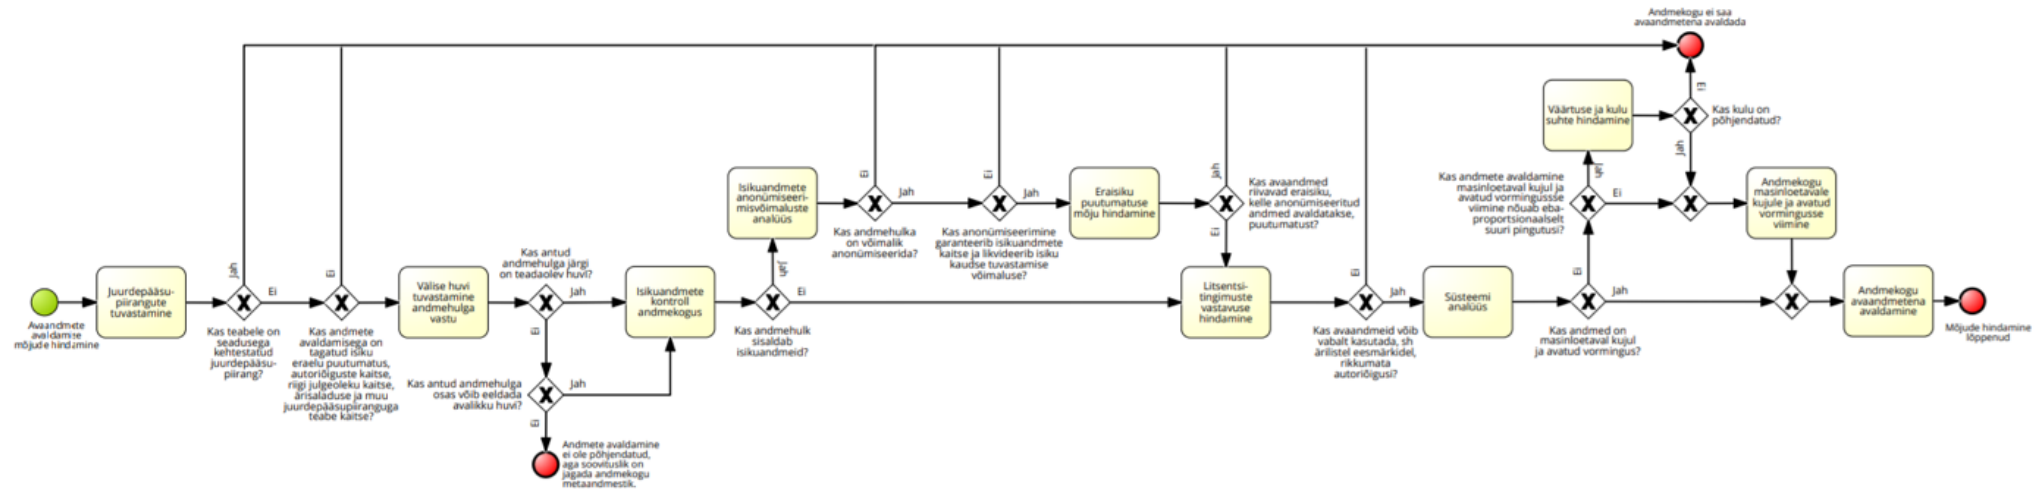 Andmekogu ei saa
avaandmetena avaldada
Ei
Väärtuse ja kulu
suhte hindamine
Kas kulu on
põhjendatud?
Jah
Jah
Isikuandmete
anonümiseeri-
misvõimaluste
analüüs
Ei
Jah
Kas andmehulka
on võimalik
anonümiseerida?
Ei
Jah
Kas anonümiseerimine
garanteerib isikuandmete
kaitse ja likvideerib isiku
kaudse tuvastamise
võimaluse?
Eraisiku
puutumatuse
mõju hindamine
Jah
Ei
Kas avaandmed
riivavad eraisiku,
kelle anonümiseeritud
andmed avaldatakse,
puutumatust?
Kas andmete avaldamine
masinloetaval kujul ja
avatud vormingussse
viimine nõuab eba-
proportsionaalselt
suuri pingutusi?
Ei
Andmekogu
masinloetavale
kujule ja avatud
vormingusse
viimine
Avaandmete
avaldamise
mõjude hindamine
Juurdepääsu-
piirangute
tuvastamine
Jah
Ei
Kas teabele on
seadusega
kehtestatud
juurdepääsu-
piirang?
Ei
Kas andmete
avaldamisega on
tagatud isiku
eraelu puutumatus,
autoriõiguste kaitse,
riigi julgeoleku kaitse,
ärisaladuse ja muu
juurdepääsupiiranguga
teabe kaitse?
Välise huvi
tuvastamine
andmehulga
vastu
Kas antud
andmehulga järgi
on teadaolev huvi?
Jah
Ei
Kas antud andmehulga
osas võib eeldada
avalikku huvi?
Jah
Ei
Andmete avaldamine
ei ole põhjendatud,
aga soovituslik on
jagada andmekogu
metaandmestik.
Isikuandmete
kontroll
andmekogus
Jah
Ei
Kas andmehulk
sisaldab
isikuandmeid?
Litsentsi-
tingimuste
vastavuse
hindamine
Ei
Jah
Kas avaandmeid võib
vabalt kasutada, sh
ärilistel eesmärkidel,
rikkumata
autoriõigusi?
Süsteemi
analüüs
Ei
Jah
Kas andmed on
masinloetaval kujul
ja avatud vormingus?
Andmekogu
avaandmetena
avaldamine
Mõjude hindamine
lõppenud